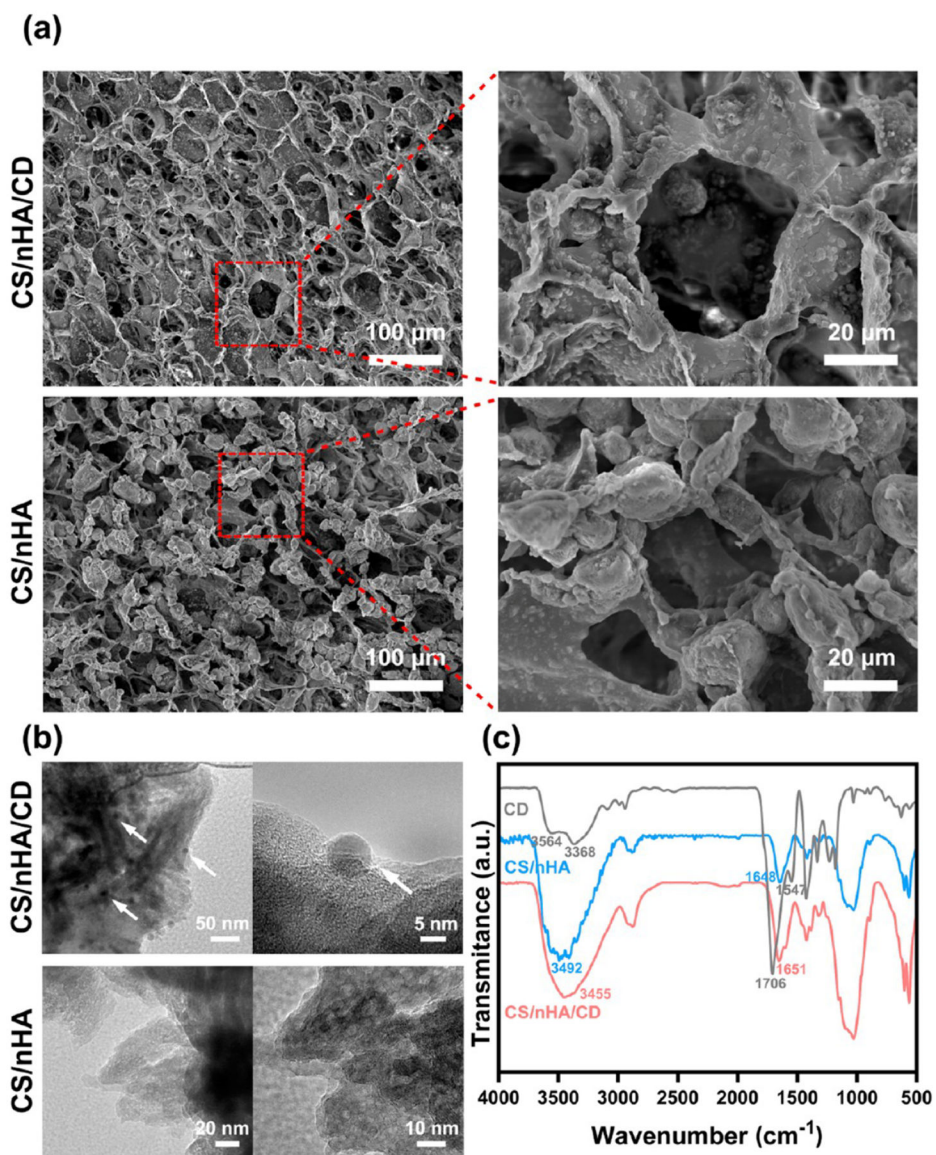 (a)
CS/nHA/CD
100 μm
20 μm
CS/nHA
100 μm
20 μm
(b)
CS/nHA/CD
50 nm
5 nm
CS/nHA
20 nm
10 nm
(c)
Transmitance (a.u.)
CD
3564
3368
CS/nHA
1648
1547
3492
3455
1651
1706
CS/nHA/CD
4000 3500 3000 2500 2000 1500 1000 500
Wavenumber (cm⁻¹)